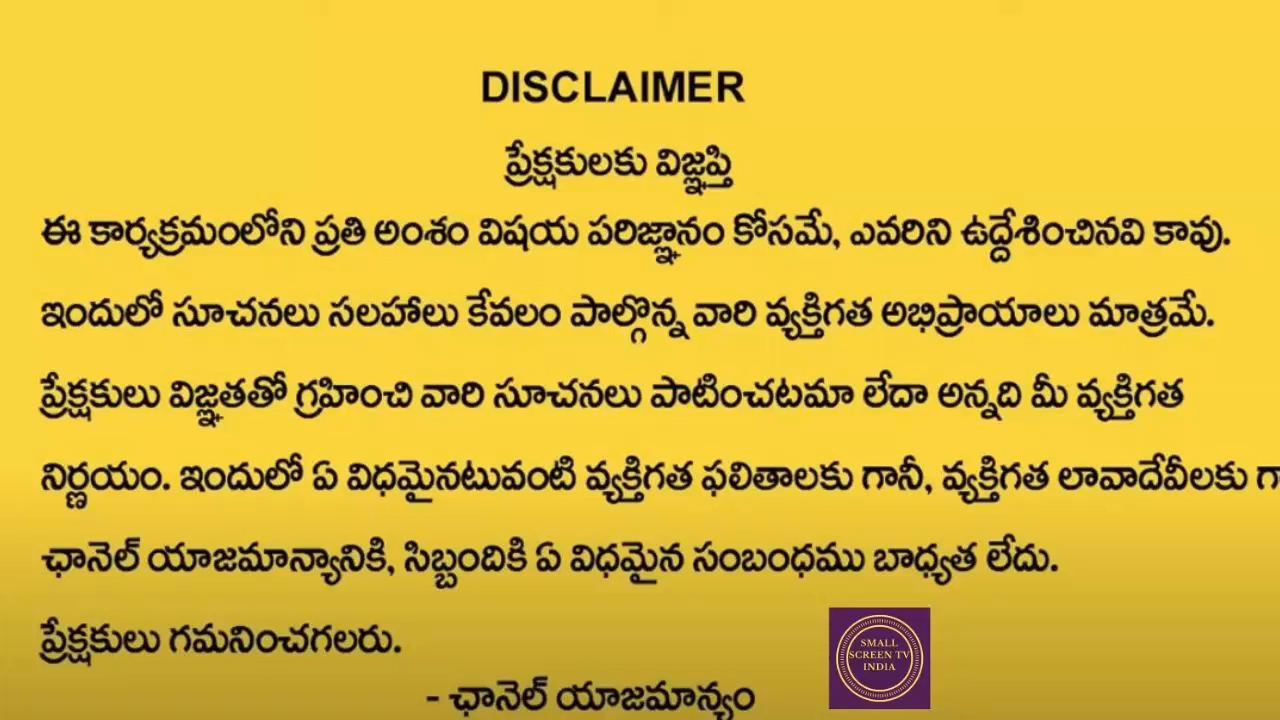 DISCLAIMER
ప్రేక్షకులకు విజ్ఞప్తి
ఈ కార్యక్రమంలోని ప్రతి అంశం విషయ పరిజ్ఞానం కోసమే, ఎవరిని ఉద్దేశించినవి కావు.
ఇందులో సూచనలు సలహాలు కేవలం పాల్గొన్న వారి వ్యక్తిగత అభిప్రాయాలు మాత్రమే.
ప్రేక్షకులు విజ్ఞతతో గ్రహించి వారి సూచనలు పాటించటమా లేదా అన్నది మీ వ్యక్తిగత
నిర్ణయం. ఇందులో ఏ విధమైనటువంటి వ్యక్తిగత ఫలితాలకు గానీ, వ్యక్తిగత లావాదేవీలకు
ఛానెల్ యాజమాన్యానికి, సిబ్బందికి ఏ విధమైన సంబంధము బాధ్యత లేదు.
ప్రేక్షకులు గమనించగలరు.
- ఛానెల్ యాజమాన్యం
SMALL
SCREEN TV
INDIA